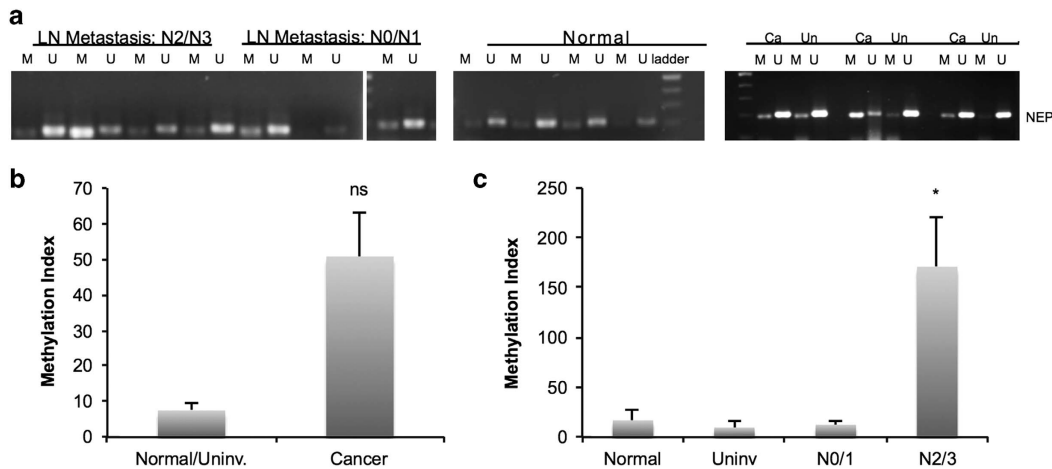 a
LN Metastasis: N2/N3 LN Metastasis: N0/N1 Normal Ca Un Ca Un Ca Un
M U M U M U M U M U M U M U M U M U M U M U ladder M U M U M U M U M U M U
NEP
b
70
60
50
40
30
20
10
0
Methylation Index
ns
Normal/Uninv. Cancer
c
250
200
150
100
50
0
Methylation Index
*
Normal Uninv N0/1 N2/3